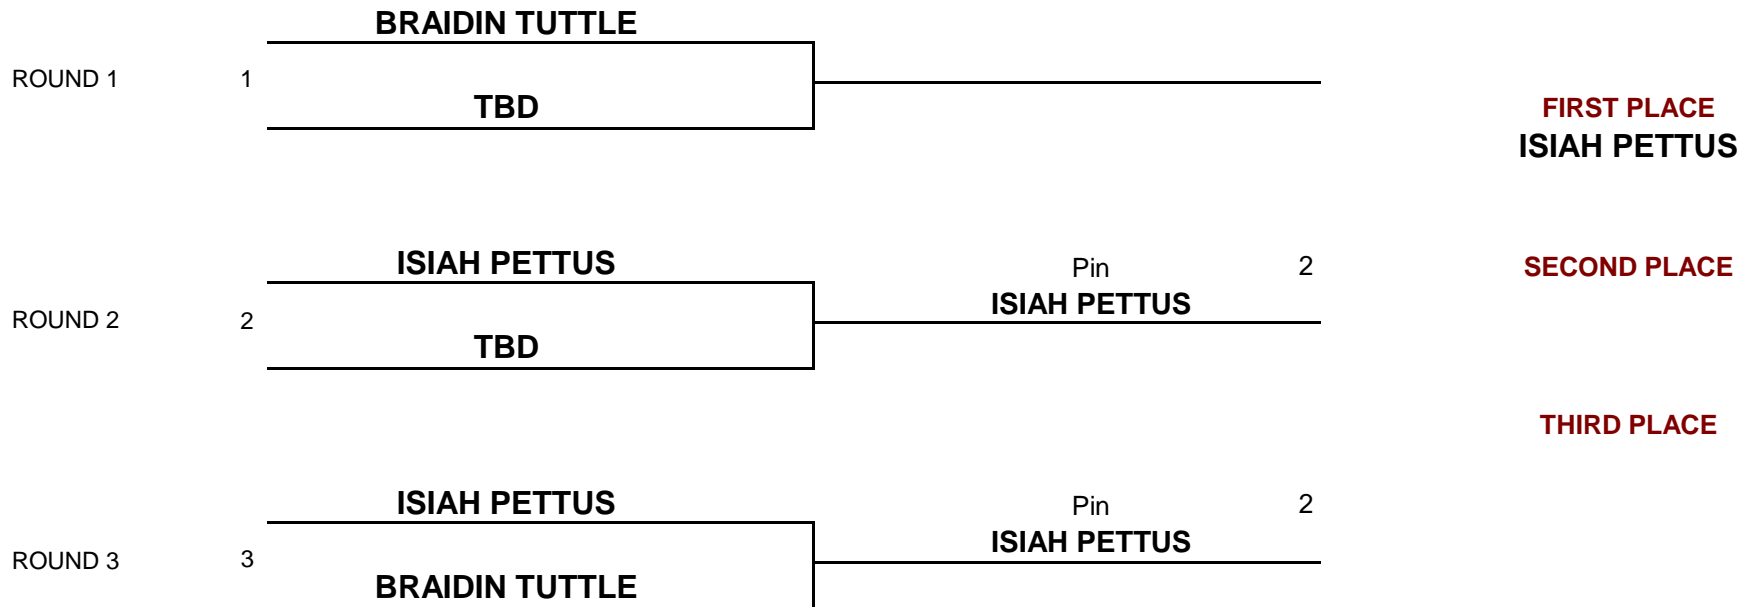 BRAIDIN TUTTLE
ROUND 1 1
TBD
FIRST PLACE
ISIAH PETTUS
ISIAH PETTUS
Pin 2
SECOND PLACE
ISIAH PETTUS
ROUND 2 2
TBD
THIRD PLACE
ISIAH PETTUS
Pin 2
ISIAH PETTUS
ROUND 3 3
BRAIDIN TUTTLE